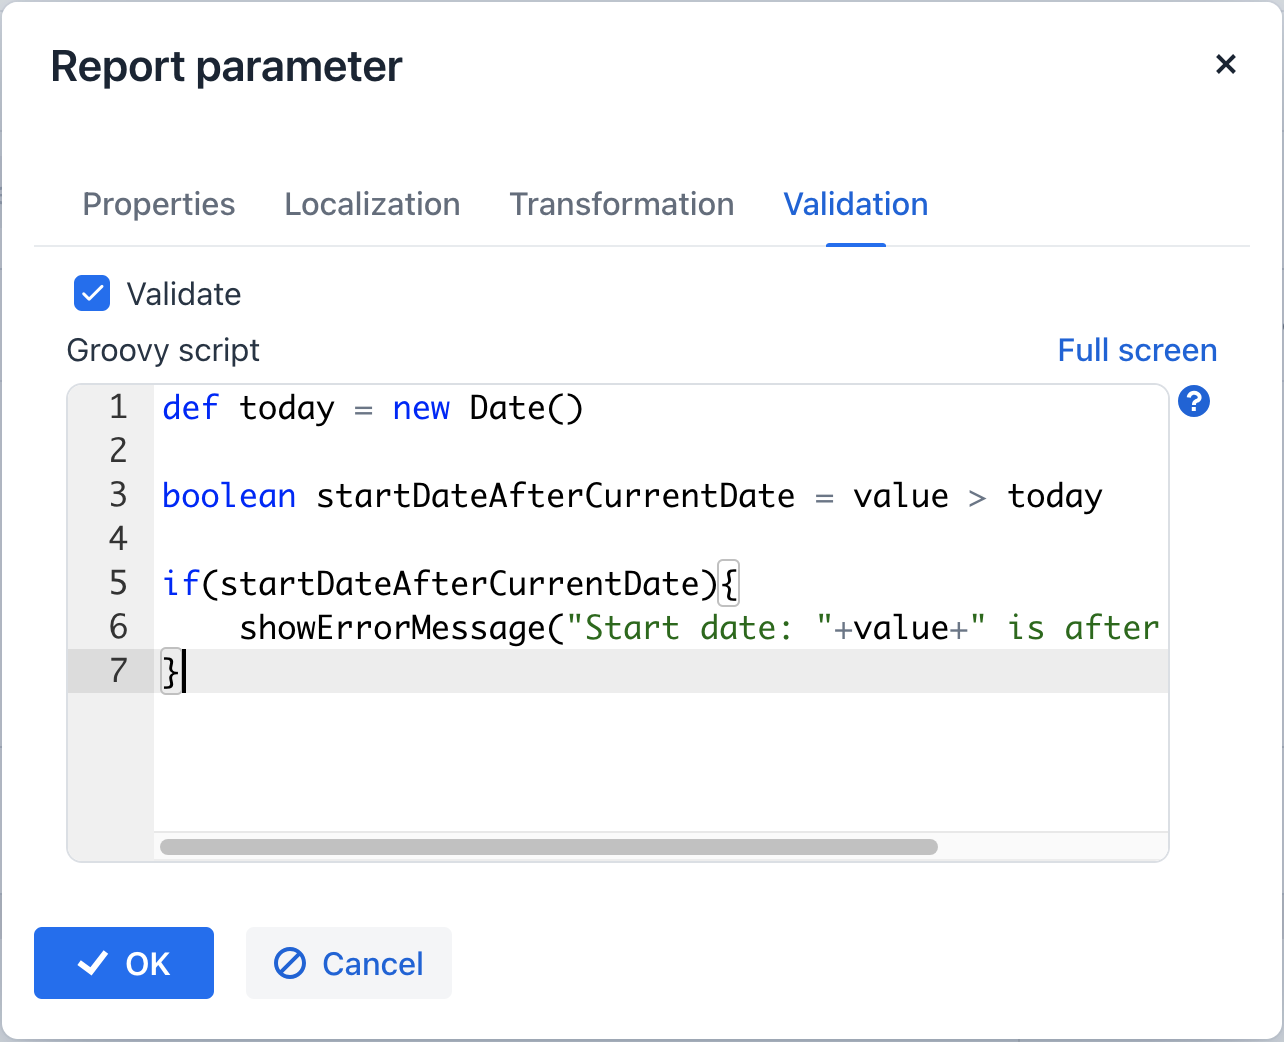 Report parameter
Properties Localization Transformation Validation
Validate
Groovy script Full screen
1 def today = new Date()
2
3 boolean startDateAfterCurrentDate = value > today
4
5 if(startDateAfterCurrentDate){
6     showErrorMessage("Start date: "+value+" is after
7 }
?
OK Cancel